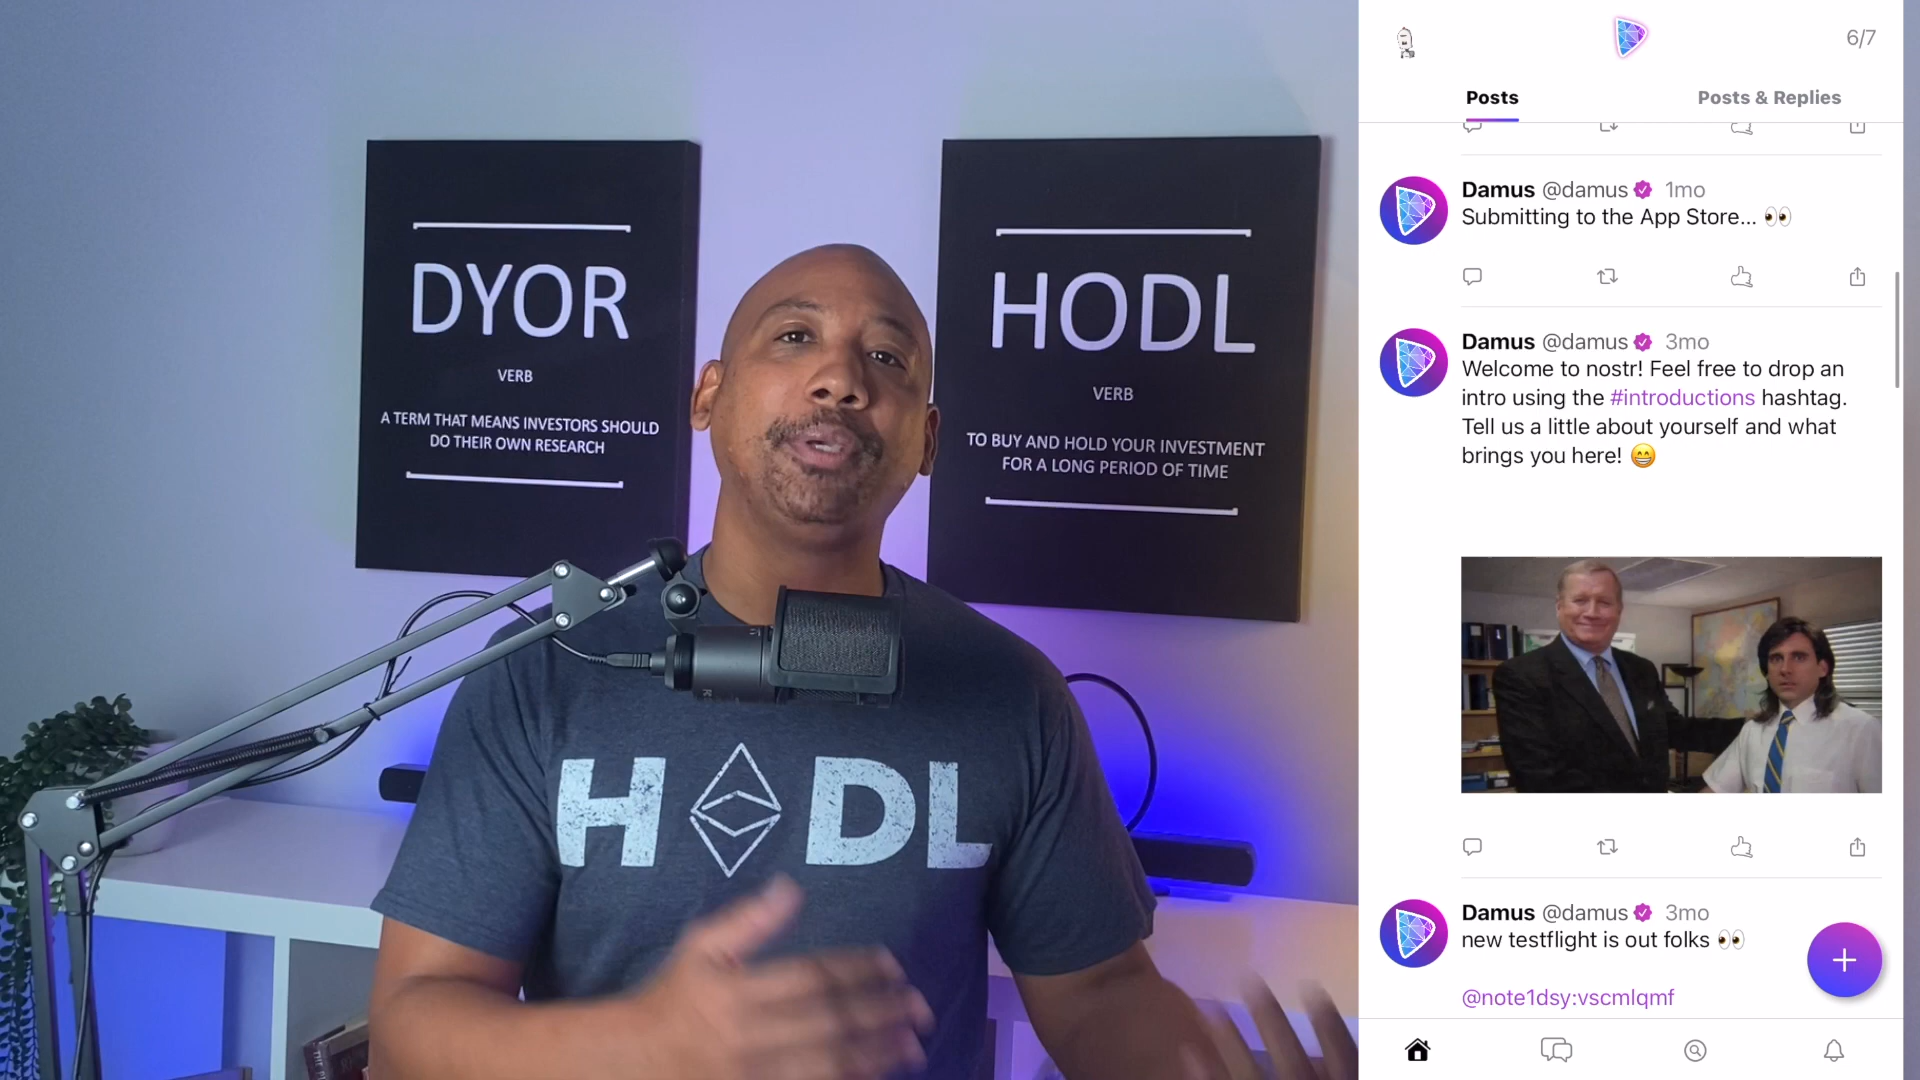 DYOR
VERB
A TERM THAT MEANS INVESTORS SHOULD
DO THEIR OWN RESEARCH
HODL
VERB
TO BUY AND HOLD YOUR INVESTMENT
FOR A LONG PERIOD OF TIME
H DL
6/7
Posts
Posts & Replies
Damus @damus 1mo
Submitting to the App Store... 👀
Damus @damus 3mo
Welcome to nostr! Feel free to drop an
intro using the #introductions hashtag.
Tell us a little about yourself and what
brings you here! 😁
Damus @damus 3mo
new testflight is out folks 👀
@note1dsy:vscmlqmf